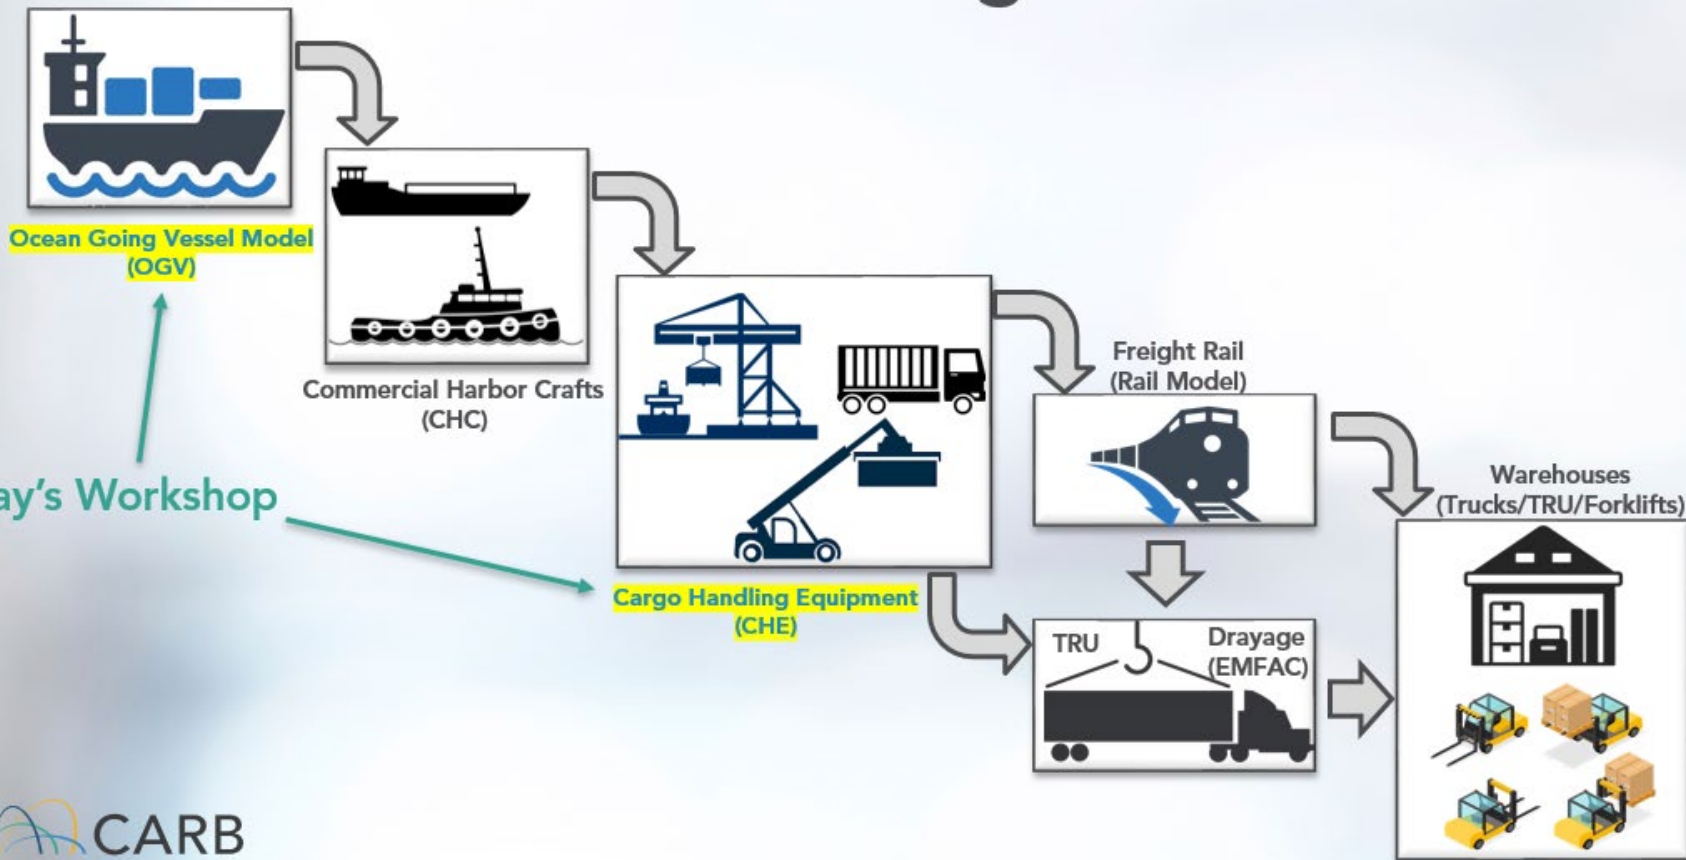 Ocean Going Vessel Model
(OGV)
Commercial Harbor Crafts
(CHC)
ay's Workshop
Cargo Handling Equipment
(CHE)
Freight Rail
(Rail Model)
TRU
Drayage
(EMFAC)
Warehouses
(Trucks/TRU/Forklifts)
CARB